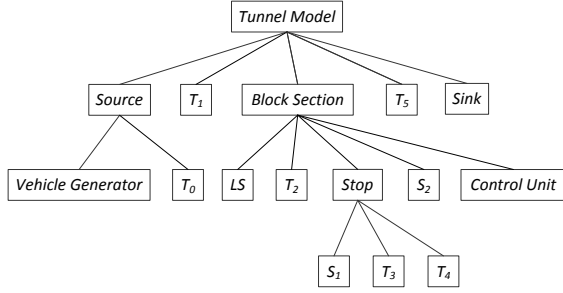 Tunnel Model
Source T₁ Block Section T₅ Sink
Vehicle Generator T₀ LS T₂ Stop S₂ Control Unit
S₁ T₃ T₄